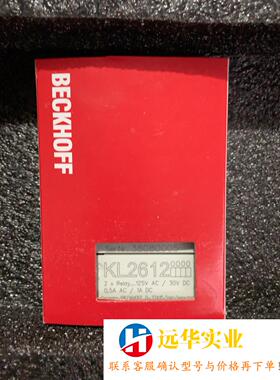 BECKHOFF
KL2612
2 x Relay, 125V AC / 30V DC
0,5A AC / 1A DC
远华实业
联系客服确认型号与价格再下单!